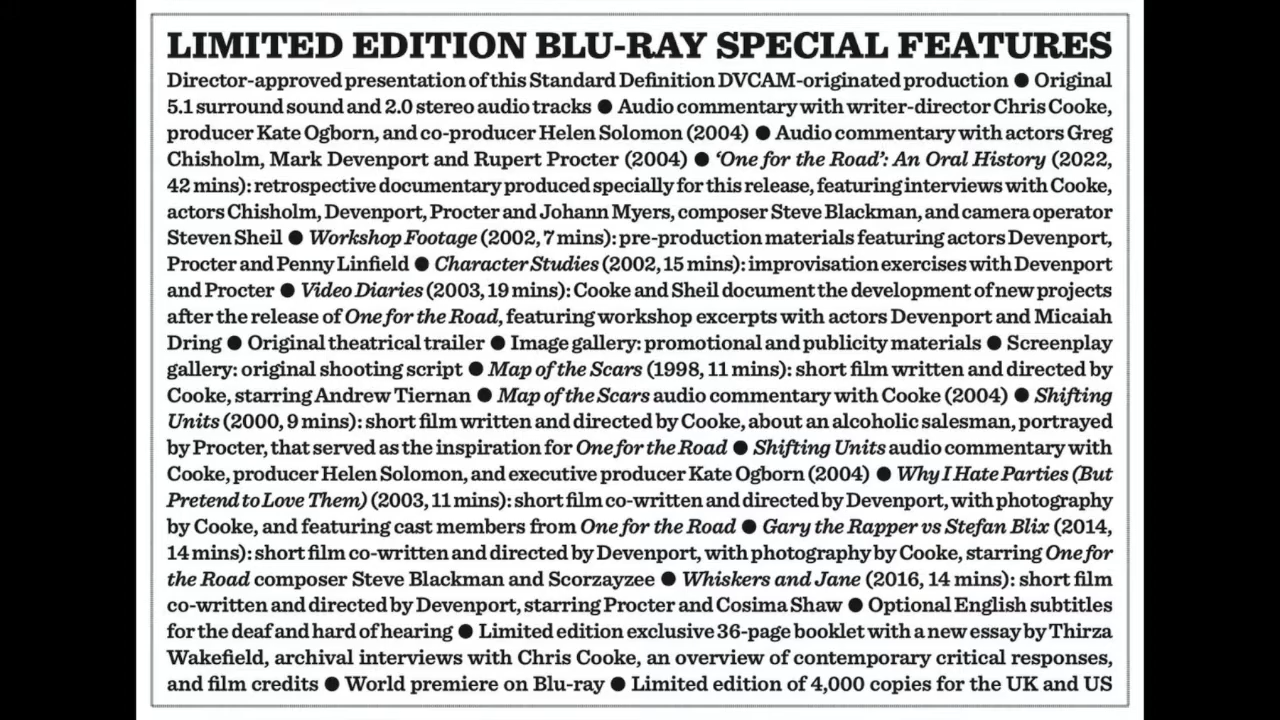 LIMITED EDITION BLU-RAY SPECIAL FEATURES
Director-approved presentation of this Standard Definition DVCAM-originated production ● Original
5.1 surround sound and 2.0 stereo audio tracks ● Audio commentary with writer-director Chris Cooke,
producer Kate Ogborn, and co-producer Helen Solomon (2004) ● Audio commentary with actors Greg
Chisholm, Mark Devenport and Rupert Procter (2004) ● ‘One for the Road’: An Oral History (2022,
42 mins): retrospective documentary produced specially for this release, featuring interviews with Cooke,
actors Chisholm, Devenport, Procter and Johann Myers, composer Steve Blackman, and camera operator
Steven Sheil ● Workshop Footage (2002, 7 mins): pre-production materials featuring actors Devenport,
Procter and Penny Linfield ● Character Studies (2002, 15 mins): improvisation exercises with Devenport
and Procter ● Video Diaries (2003, 19 mins): Cooke and Sheil document the development of new projects
after the release of One for the Road, featuring workshop excerpts with actors Devenport and Micaiah
Dring ● Original theatrical trailer ● Image gallery: promotional and publicity materials ● Screenplay
gallery: original shooting script ● Map of the Scars (1998, 11 mins): short film written and directed by
Cooke, starring Andrew Tiernan ● Map of the Scars audio commentary with Cooke (2004) ● Shifting
Units (2000, 9 mins): short film written and directed by Cooke, about an alcoholic salesman, portrayed
by Procter, that served as the inspiration for One for the Road ● Shifting Units audio commentary with
Cooke, producer Helen Solomon, and executive producer Kate Ogborn (2004) ● Why I Hate Parties (But
Pretend to Love Them) (2003, 11 mins): short film co-written and directed by Devenport, with photography
by Cooke, and featuring cast members from One for the Road ● Gary the Rapper vs Stefan Blix (2014,
14 mins): short film co-written and directed by Devenport, with photography by Cooke, starring One for
the Road composer Steve Blackman and Scorzayzee ● Whiskers and Jane (2016, 14 mins): short film
co-written and directed by Devenport, starring Procter and Cosima Shaw ● Optional English subtitles
for the deaf and hard of hearing ● Limited edition exclusive 36-page booklet with a new essay by Thirza
Wakefield, archival interviews with Chris Cooke, an overview of contemporary critical responses,
and film credits ● World premiere on Blu-ray ● Limited edition of 4,000 copies for the UK and US